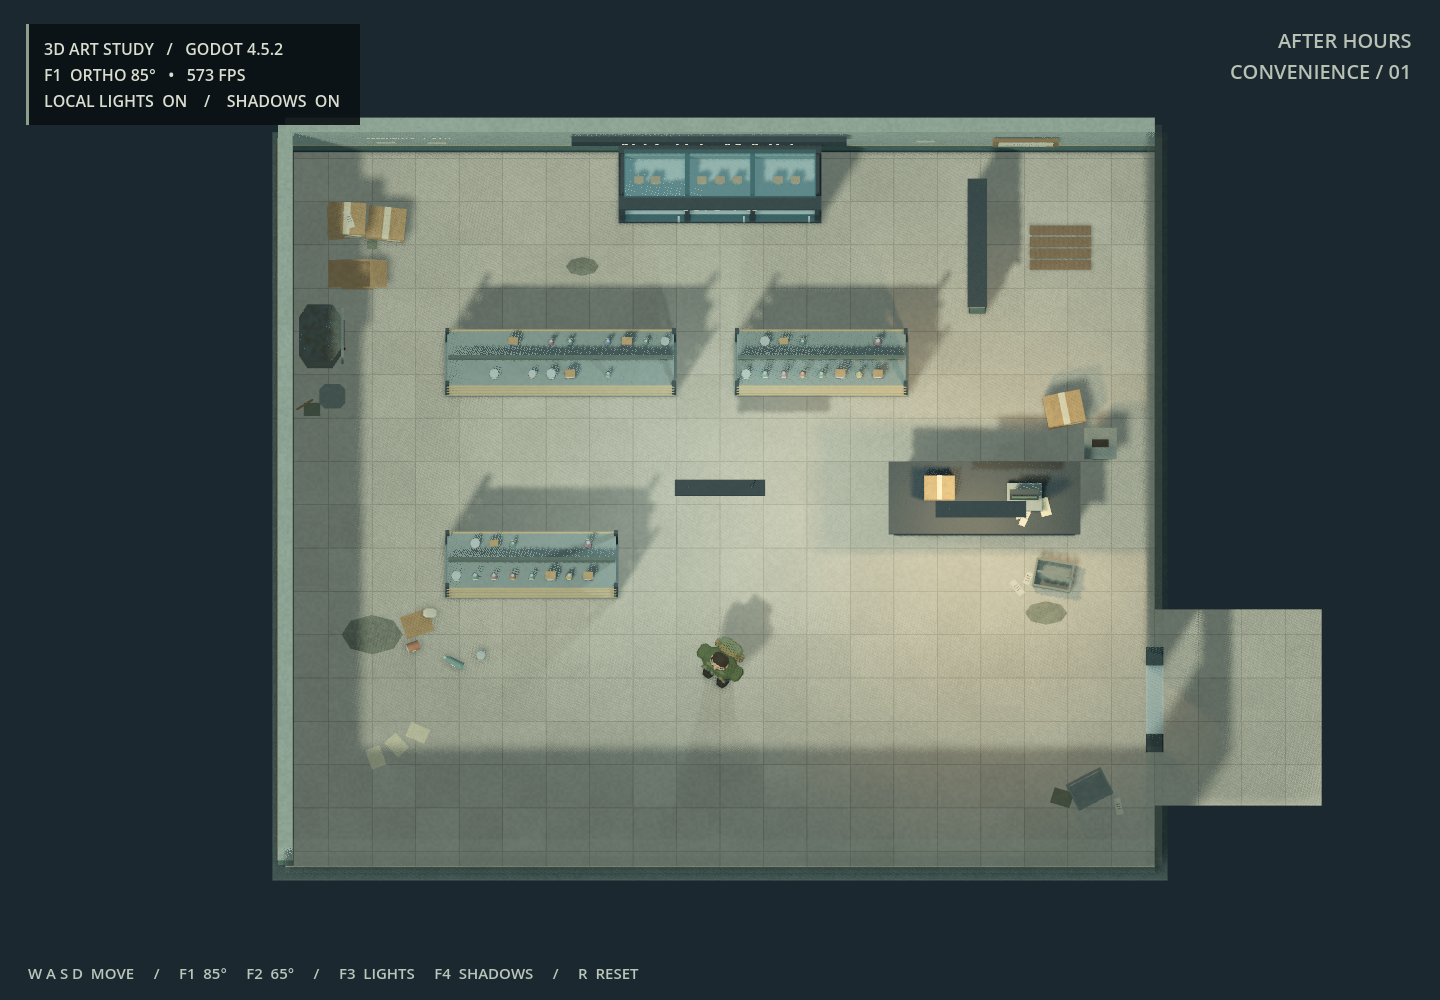 3D ART STUDY / GODOT 4.5.2
F1 ORTHO 85° • 573 FPS
LOCAL LIGHTS ON / SHADOWS ON
AFTER HOURS
CONVENIENCE / 01
W A S D MOVE / F1 85° F2 65° / F3 LIGHTS F4 SHADOWS / R RESET